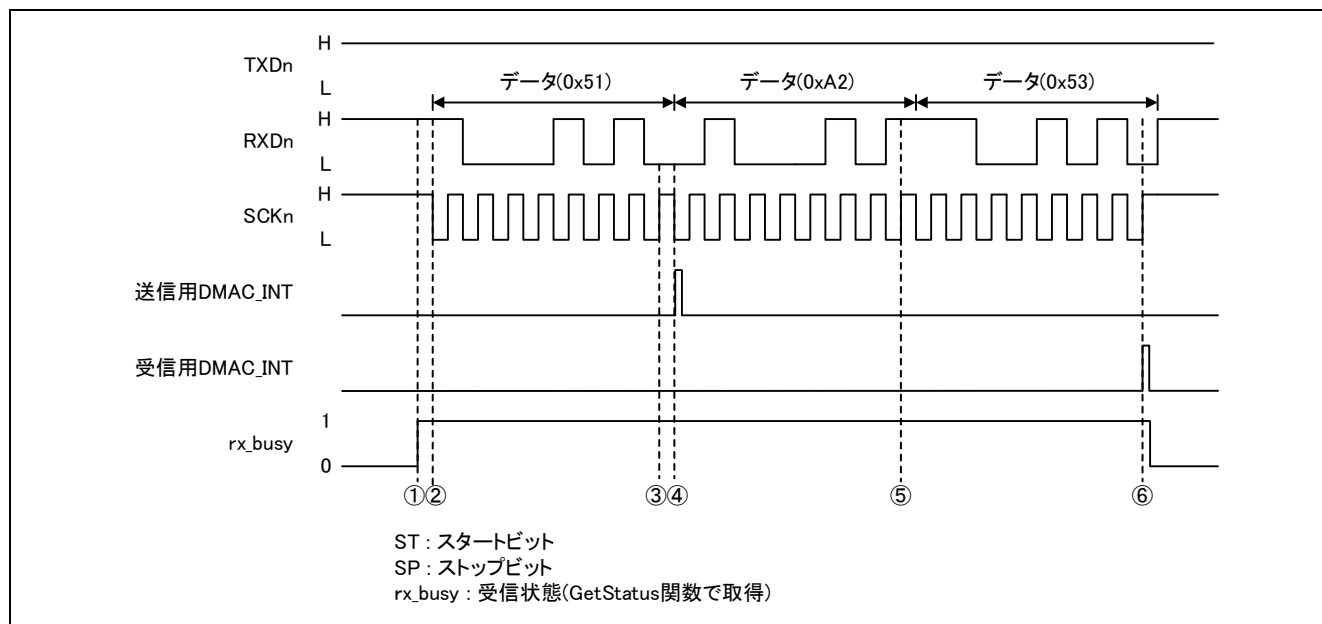 H
TXDn
L
データ(0x51) データ(0xA2) データ(0x53)
H
RXDn
L
H
SCKn
L
送信用DMAC_INT
受信用DMAC_INT
1
rx_busy
0
①② ③④ ⑤ ⑥
ST : スタートビット
SP : ストップビット
rx_busy : 受信状態(GetStatus関数で取得)